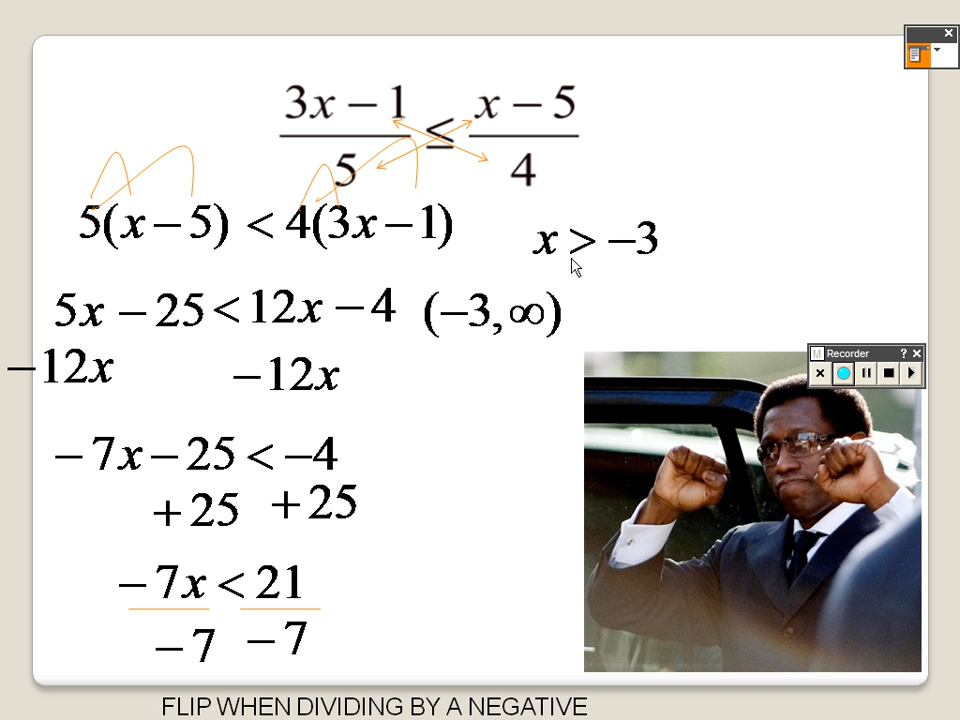 3x − 1 / 5 ≤ x − 5 / 4
5(x − 5) < 4(3x − 1)
x > −3
5x − 25 < 12x − 4
(−3, ∞)
−12x −12x
− 7x − 25 < −4
+ 25 + 25
− 7x < 21
− 7 − 7
FLIP WHEN DIVIDING BY A NEGATIVE
M Recorder ? ×